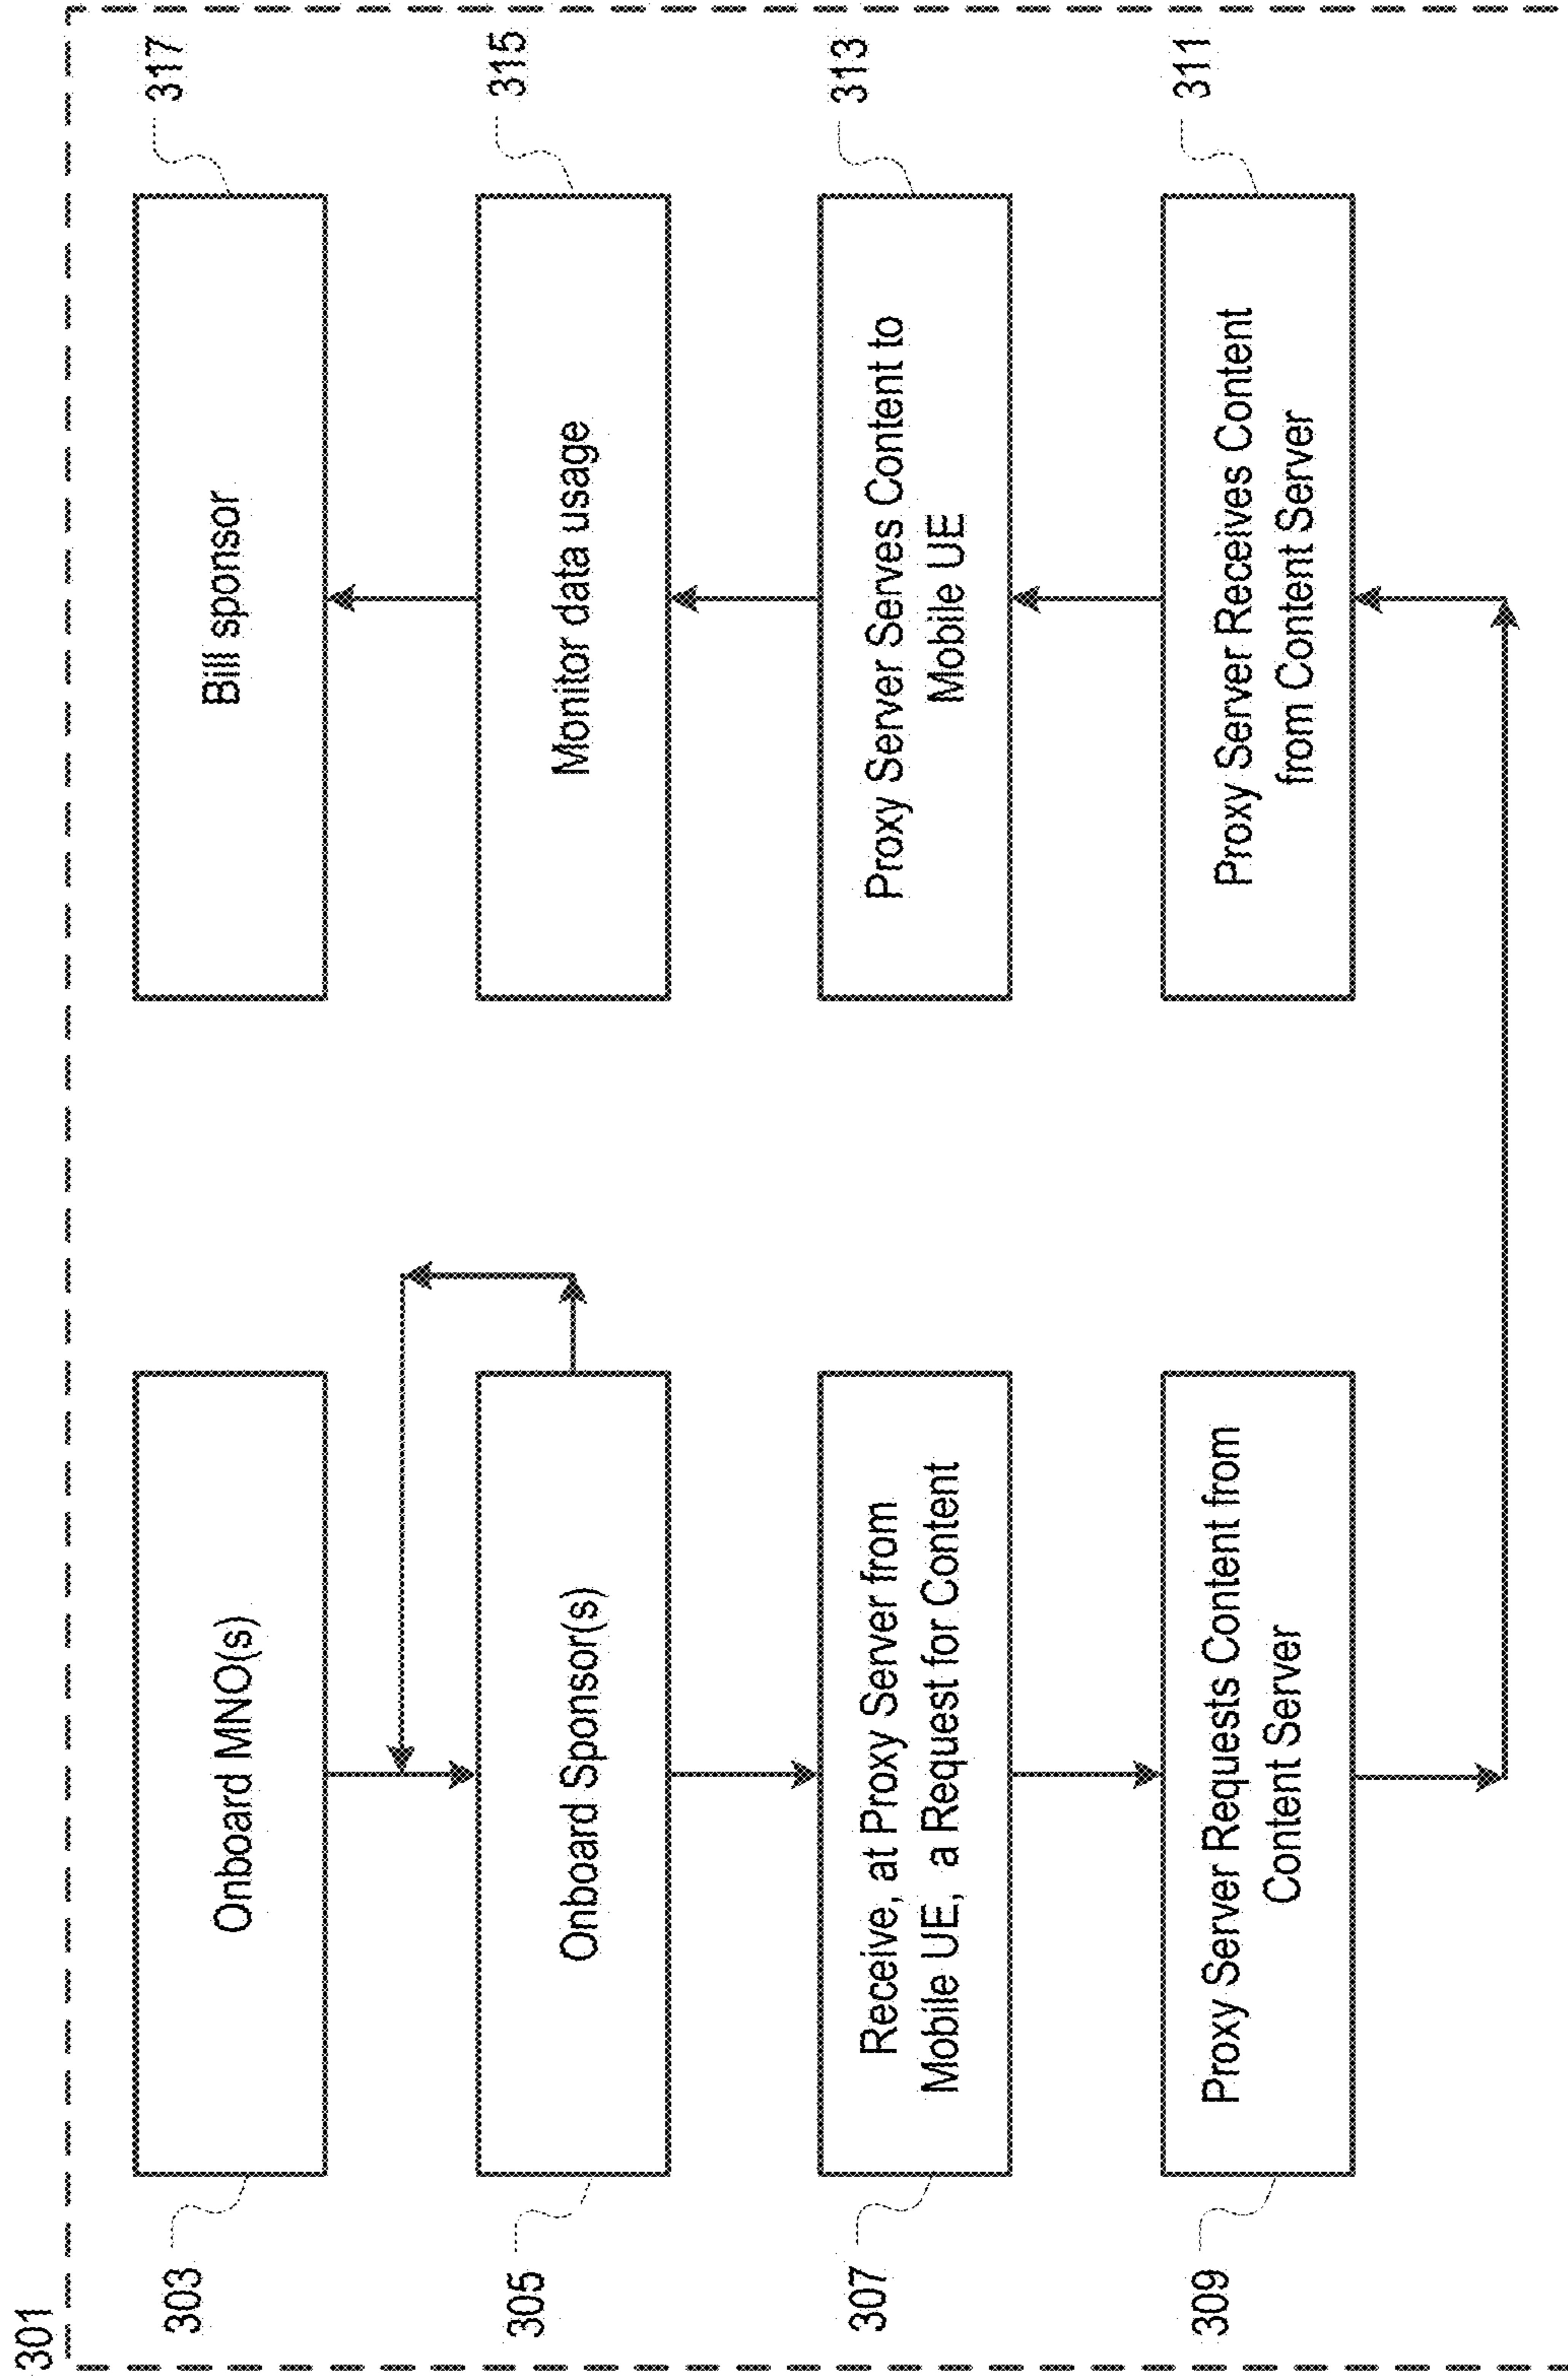 301
303
Onboard MNO(s)
305
Onboard Sponsor(s)
307
Receive, at Proxy Server from
Mobile UE, a Request for Content
309
Proxy Server Requests Content from
Content Server
317
Bill sponsor
315
Monitor data usage
313
Proxy Server Serves Content to
Mobile UE
311
Proxy Server Receives Content
from Content Server